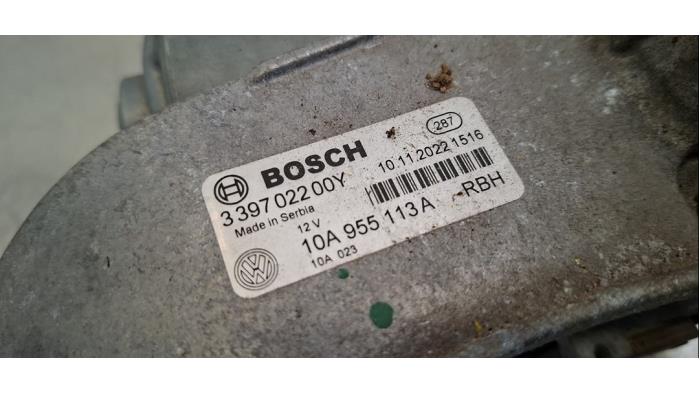 287
BOSCH 10.11.2022 1516
3 397 022 00Y
Made in Serbia
12 V RBH
10A 955 113 A
10A 023